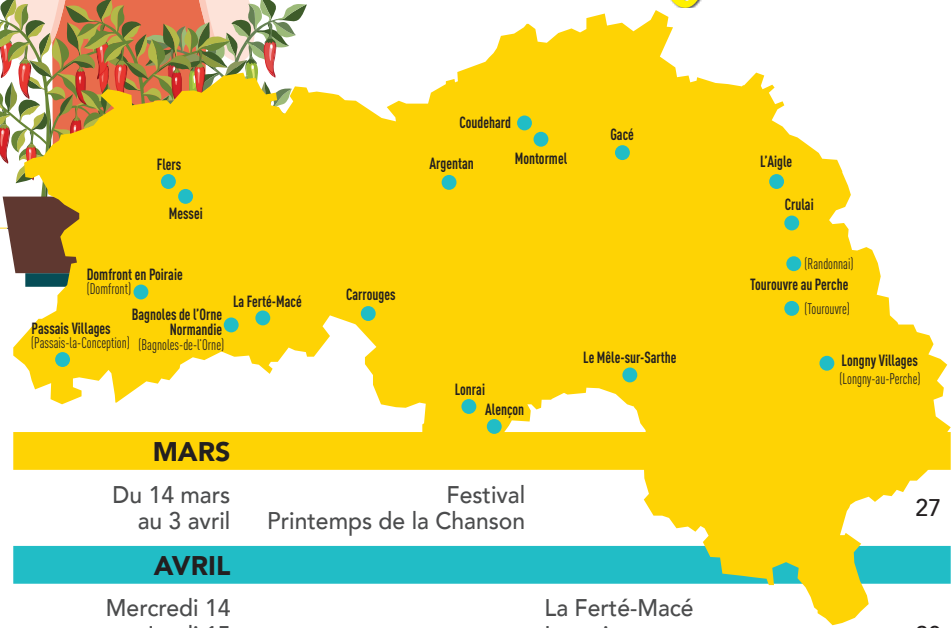 Coudehard
Montormel
Gacé
Argentan
L'Aigle
Flers
Messei
Crulai
(Randonnai)
Tourouvre au Perche
(Tourouvre)
Domfront en Poiraie
(Domfront)
La Ferté-Macé
Carrouges
Bagnoles de l'Orne
Normandie
(Bagnoles-de-l'Orne)
Passais Villages
(Passais-la-Conception)
Le Mêle-sur-Sarthe
Longny Villages
(Longny-au-Perche)
Lonrai
Alençon
MARS
Du 14 mars
au 3 avril
Festival
Printemps de la Chanson
27
AVRIL
Mercredi 14
La Ferté-Macé